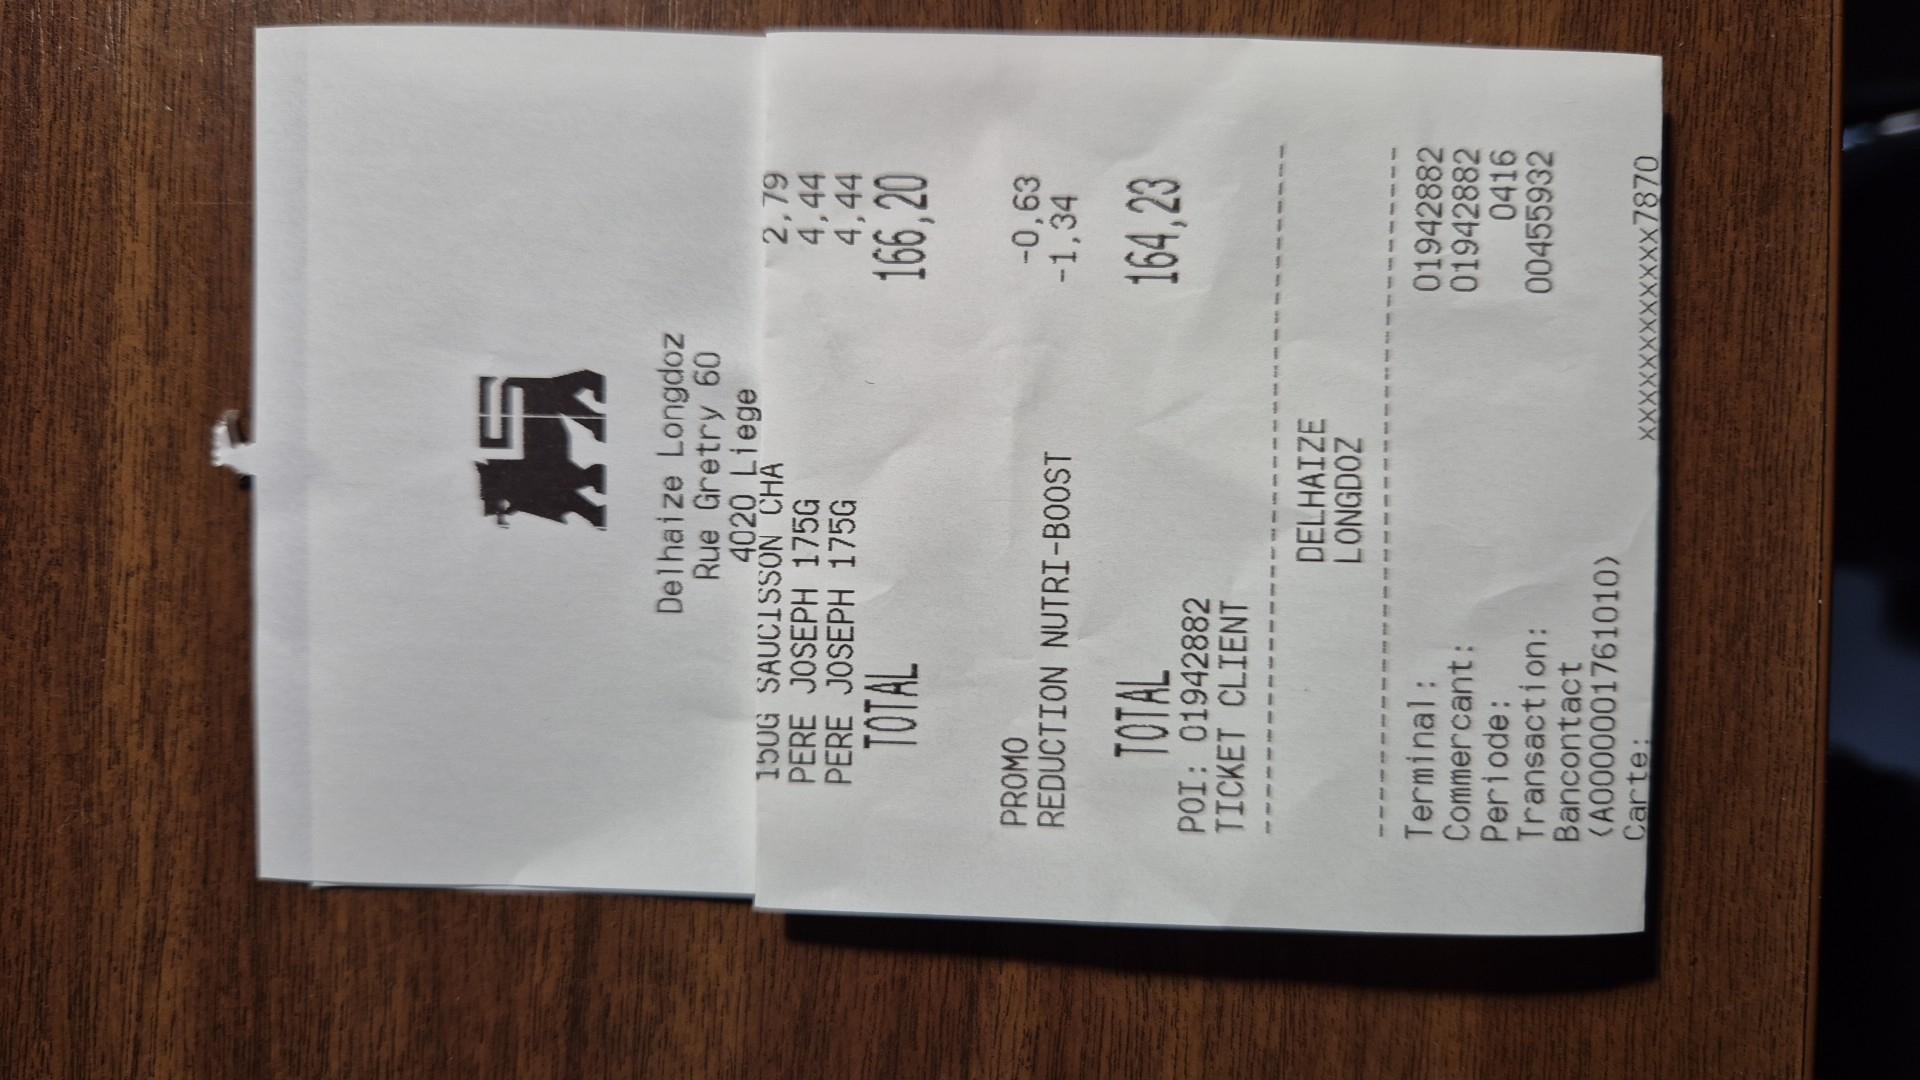 Delhaize Longdoz
Rue Gretry 60
4020 Liege
150G SAUCISSON CHA 2,79
PERE JOSEPH 175G 4,44
PERE JOSEPH 175G 4,44
TOTAL 166,20
PROMO -0,63
REDUCTION NUTRI-BOOST -1,34
TOTAL 164,23
POI: 01942882
TICKET CLIENT
--------------------------------
DELHAIZE
LONGDOZ
--------------------------------
Terminal: 01942882
Commercant: 01942882
Periode: 0416
Transaction: 00455932
Bancontact
(A0000001761010)
Carte: xxxxxxxxxxxxx7870